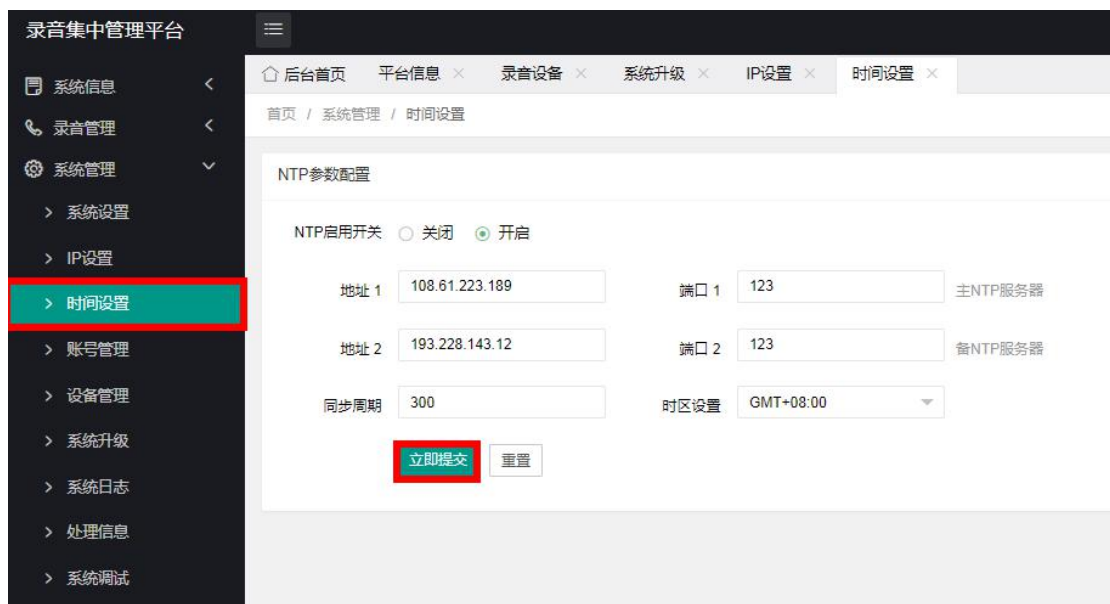 录音集中管理平台
系统信息
录音管理
系统管理
系统设置
IP设置
时间设置
账号管理
设备管理
系统升级
系统日志
处理信息
系统调试
后台首页 平台信息 录音设备 系统升级 IP设置 时间设置
首页 / 系统管理 / 时间设置
NTP参数配置
NTP启用开关 关闭 开启
地址 1 108.61.223.189 端口 1 123 主NTP服务器
地址 2 193.228.143.12 端口 2 123 备NTP服务器
同步周期 300 时区设置 GMT+08:00
立即提交 重置